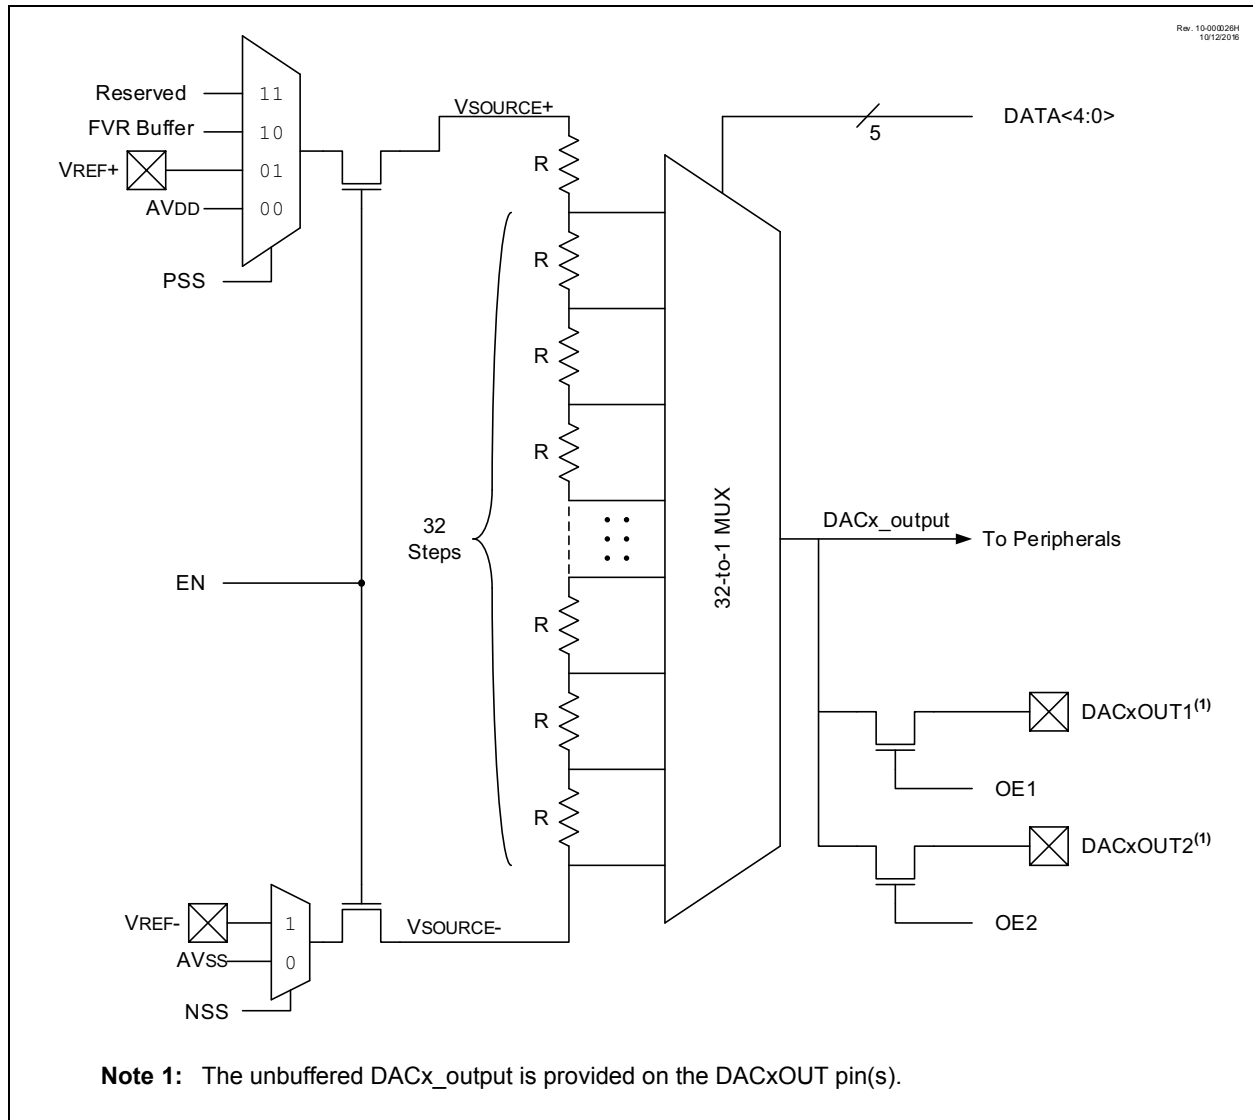 Rev. 10-000026H
10/12/2016
Reserved
11
FVR Buffer
10
VREF+
01
AVDD
00
PSS
VSOURCE+
DATA<4:0>
5
R
R
R
R
32
Steps
32-to-1 MUX
DACx_output
To Peripherals
EN
R
R
R
DACxOUT1(1)
OE1
DACxOUT2(1)
OE2
VREF-
1
AVSS
0
NSS
VSOURCE-
Note 1: The unbuffered DACx_output is provided on the DACxOUT pin(s).